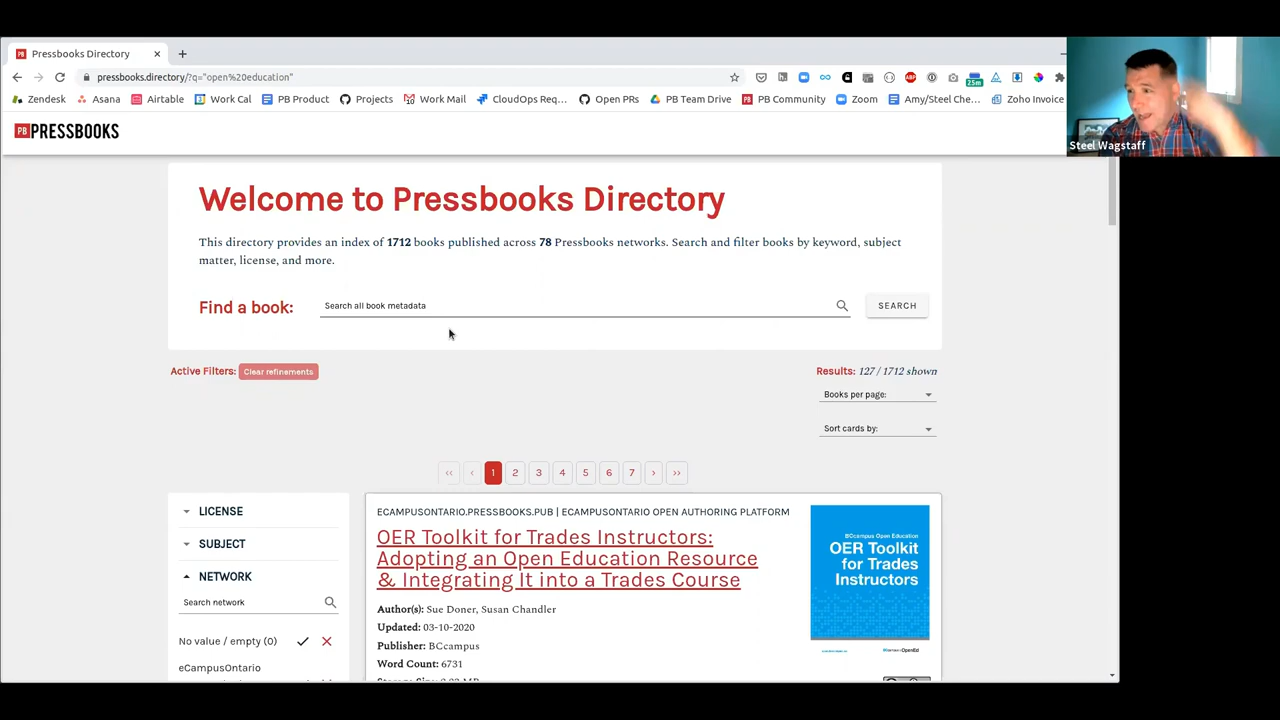 Pressbooks Directory
pressbooks.directory/?q="open%20education"
Zendesk Asana Airtable Work Cal PB Product Projects Work Mail CloudOps Req... Open PRs PB Team Drive PB Community Zoom Amy/Steel Che... Zoho Invoice
25m
ABP
Steel Wagstaff
PB PRESSBOOKS
Welcome to Pressbooks Directory
This directory provides an index of 1712 books published across 78 Pressbooks networks. Search and filter books by keyword, subject
matter, license, and more.
Find a book: Search all book metadata SEARCH
Active Filters: Clear refinements
Results: 127 / 1712 shown
Books per page:
Sort cards by:
‹‹ ‹ 1 2 3 4 5 6 7 › ››
LICENSE
SUBJECT
NETWORK
Search network
No value / empty (0)
eCampusOntario
ECAMPUSONTARIO.PRESSBOOKS.PUB | ECAMPUSONTARIO OPEN AUTHORING PLATFORM
OER Toolkit for Trades Instructors:
Adopting an Open Education Resource
& Integrating It into a Trades Course
Author(s): Sue Doner, Susan Chandler
Updated: 03-10-2020
Publisher: BCcampus
Word Count: 6731
BCcampus Open Education
OER Toolkit
for Trades
Instructors